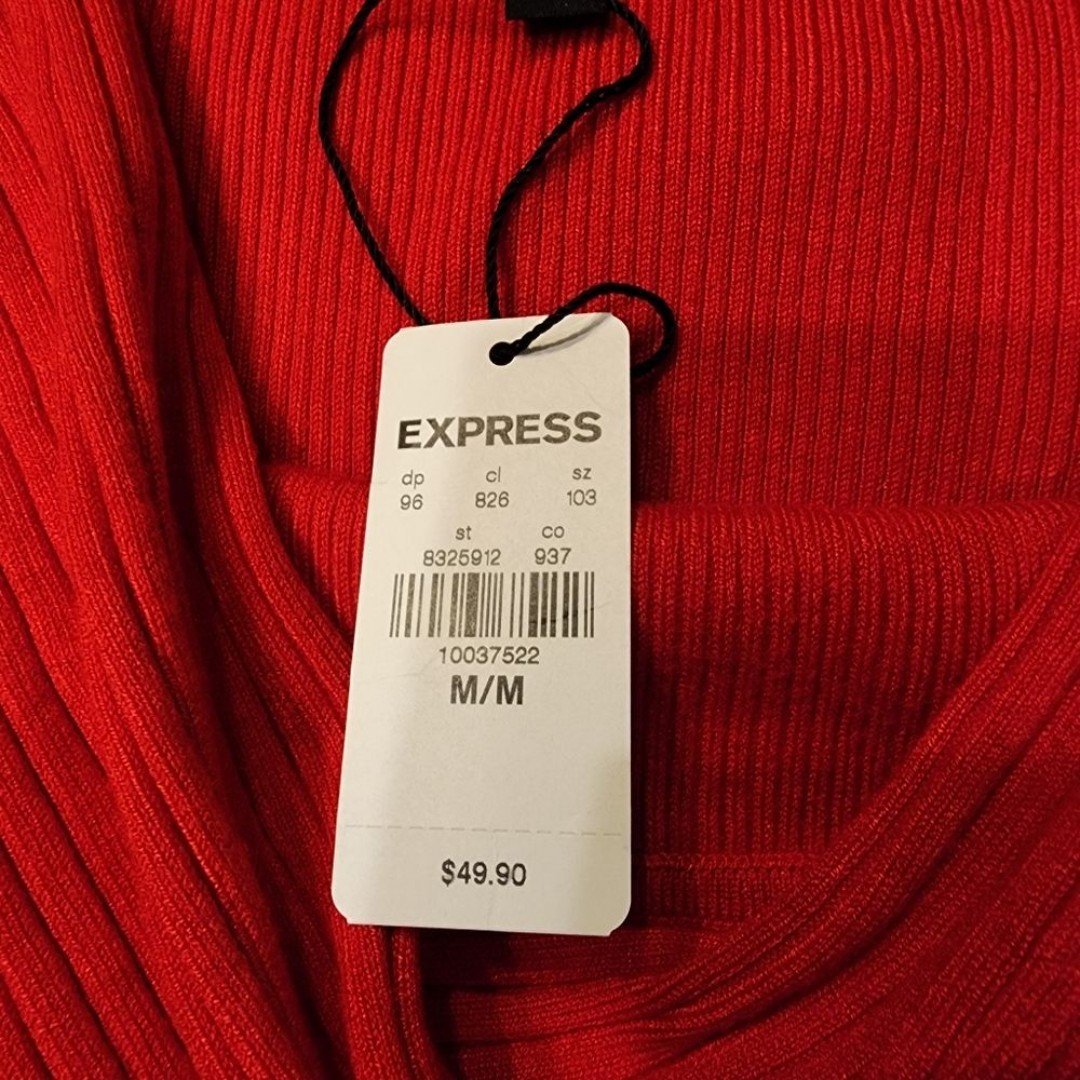 EXPRESS
dp cl sz
96 826 103
st co
8325912 937
10037522
M/M
$49.90